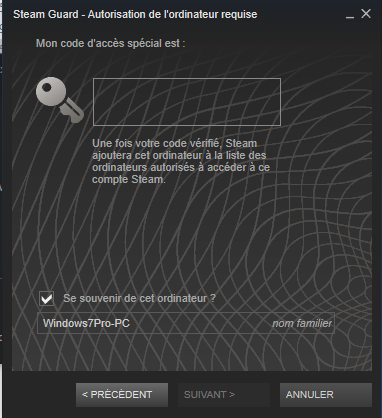 Steam Guard - Autorisation de l'ordinateur requise
Mon code d'accès spécial est :
Une fois votre code vérifié, Steam
ajoutera cet ordinateur à la liste des
ordinateurs autorisés à accéder à ce
compte Steam.
Se souvenir de cet ordinateur ?
Windows7Pro-PC nom familier
< PRÉCÉDENT SUIVANT > ANNULER